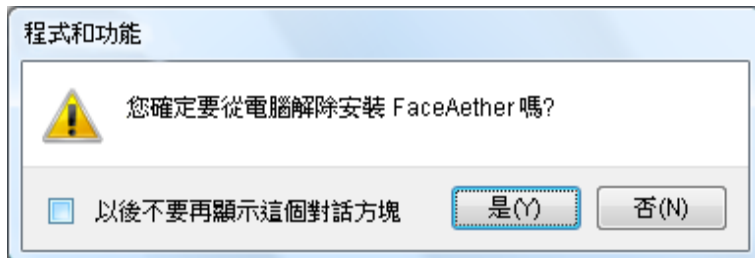 程式和功能
您確定要從電腦解除安裝 FaceAether 嗎?
以後不要再顯示這個對話方塊
是(Y)
否(N)